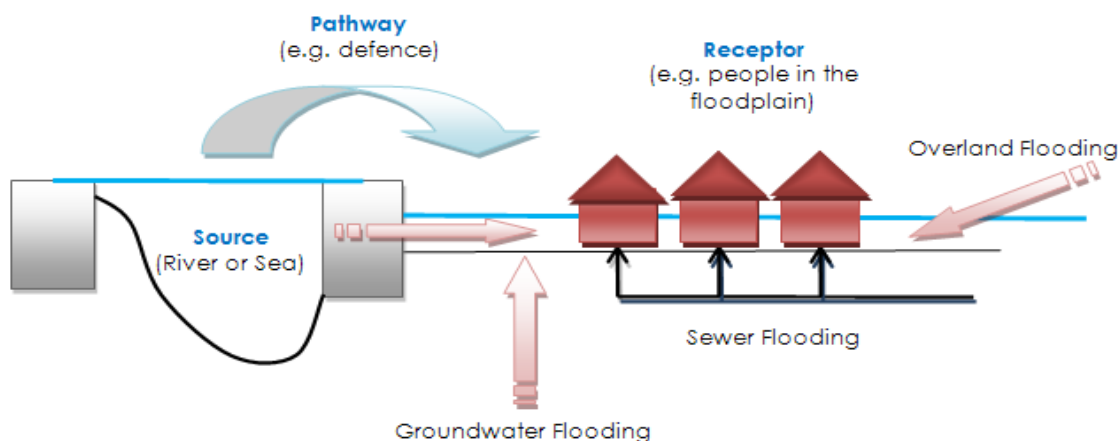 Pathway
(e.g. defence)
Receptor
(e.g. people in the
floodplain)
Overland Flooding
Source
(River or Sea)
Sewer Flooding
Groundwater Flooding